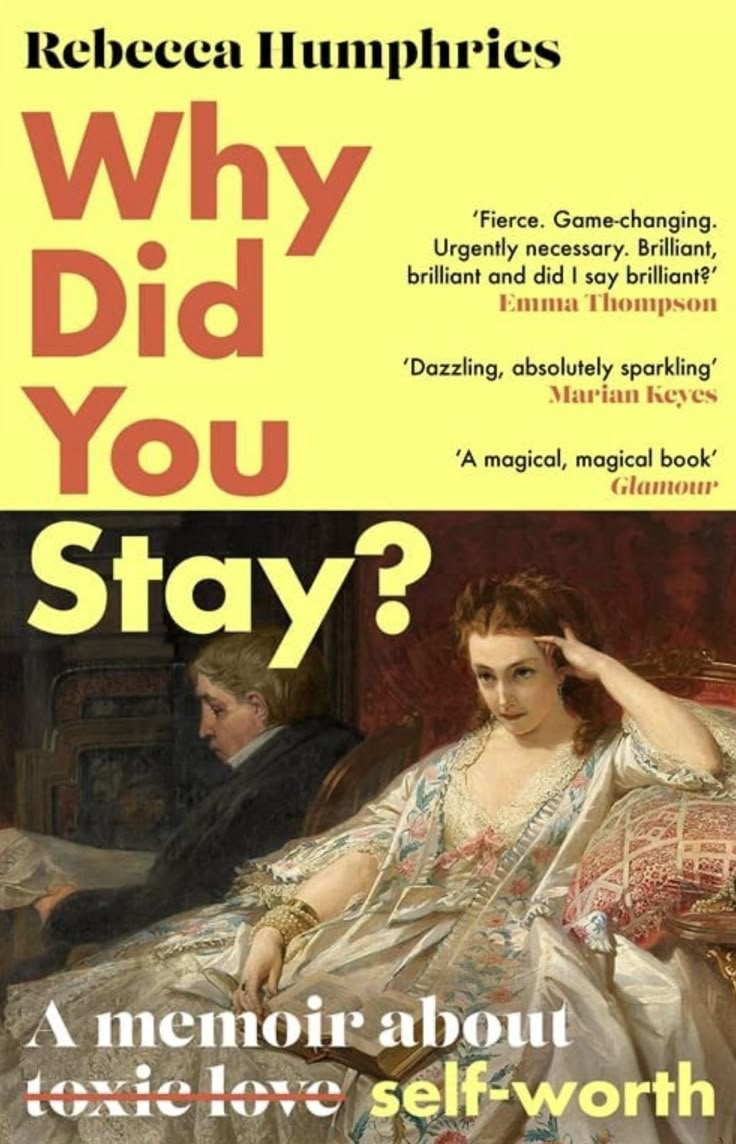 Rebecca Humphries
Why
Did
You
Stay?
‘Fierce. Game-changing.
Urgently necessary. Brilliant,
brilliant and did I say brilliant?’
Emma Thompson
‘Dazzling, absolutely sparkling’
Marian Keyes
‘A magical, magical book’
Glamour
A memoir about
toxic love self-worth